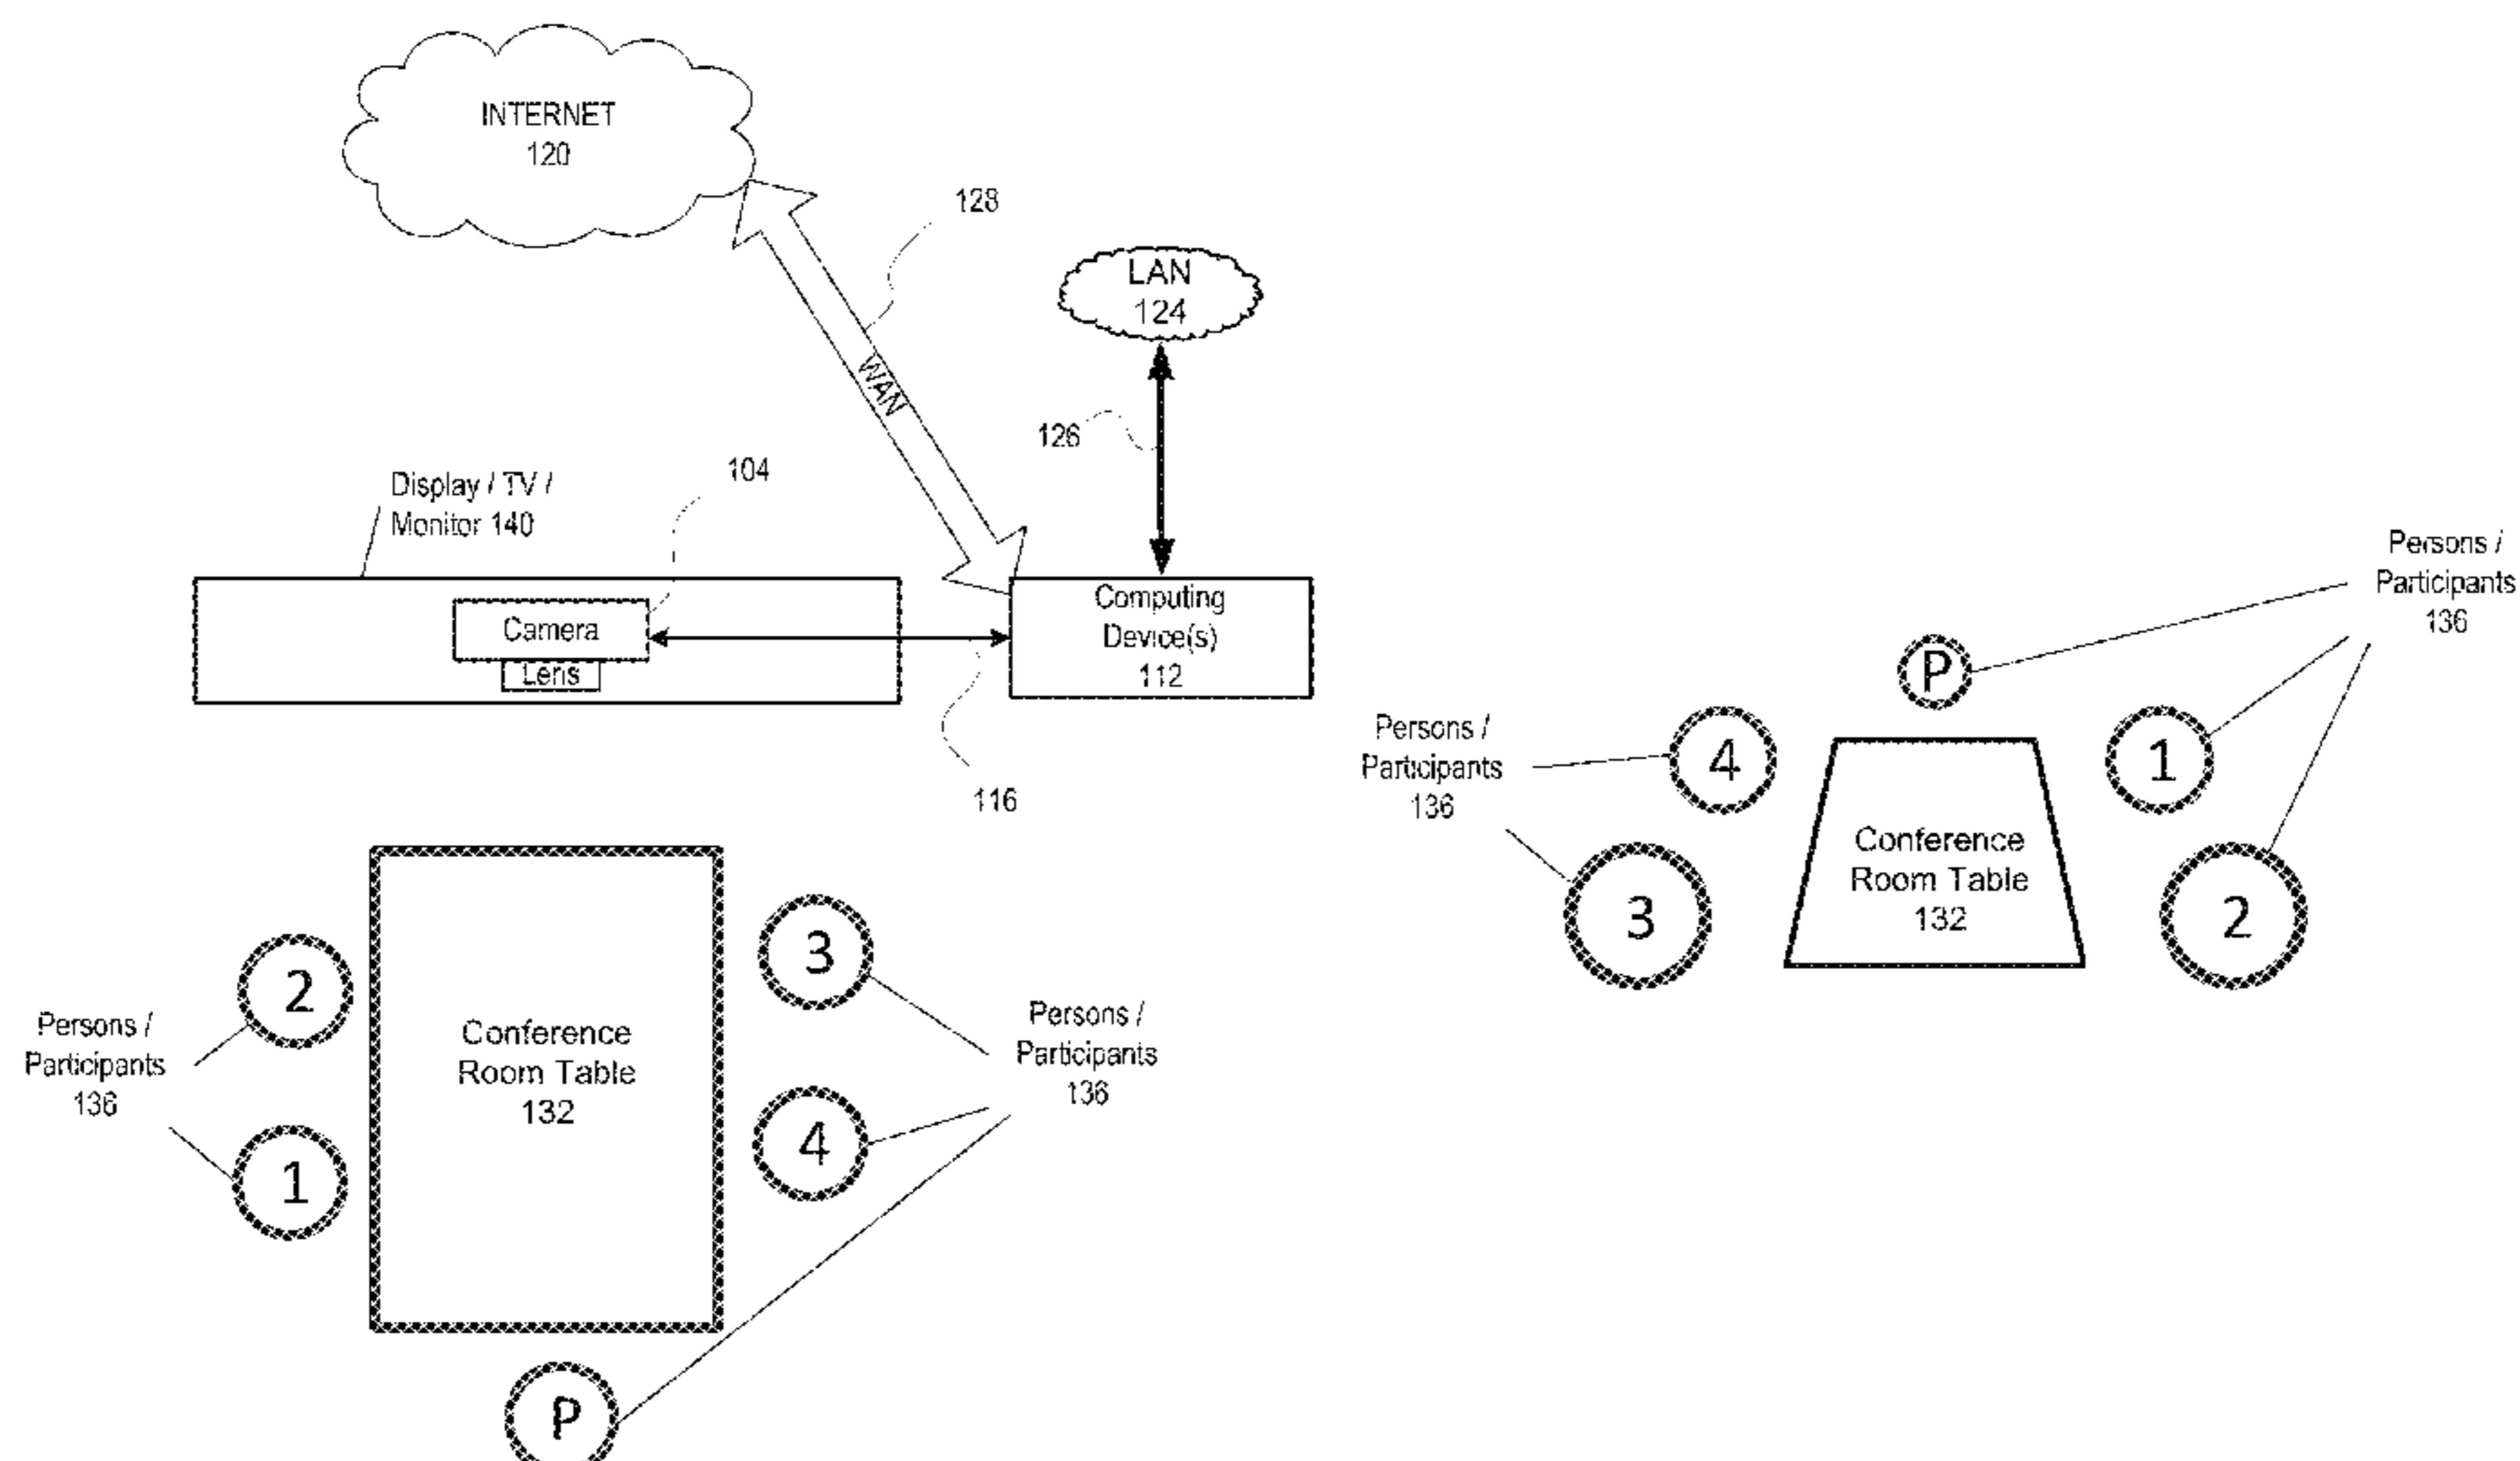 INTERNET
120
128
LAN
124
WAN
126
Display / TV /
Monitor 140
104
Camera
Lens
Computing
Device(s)
112
116
Persons /
Participants
136
2
1
Conference
Room Table
132
3
4
Persons /
Participants
136
P
Persons /
Participants
136
P
Persons /
Participants
136
4
1
3
Conference
Room Table
132
2